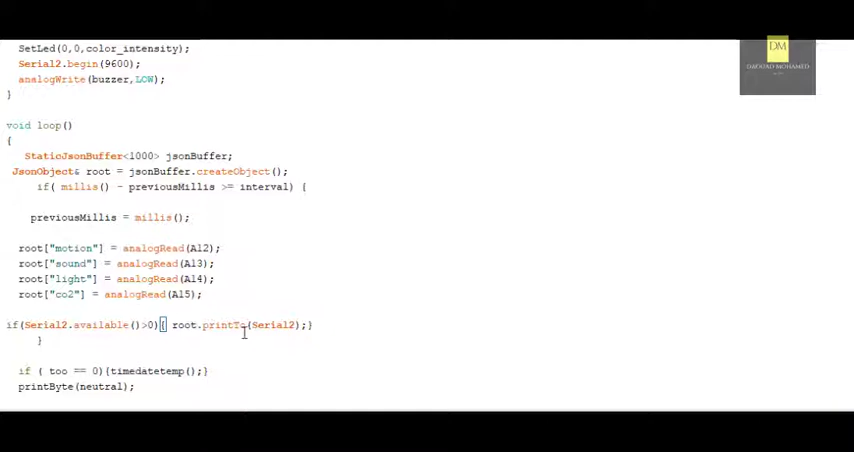 SetLed(0,0,color_intensity);
Serial2.begin(9600);
analogWrite(buzzer,LOW);
}
void loop()
{
StaticJsonBuffer<1000> jsonBuffer;
JsonObject& root = jsonBuffer.createObject();
if( millis() - previousMillis >= interval) {
previousMillis = millis();
root["motion"] = analogRead(A12);
root["sound"] = analogRead(A13);
root["light"] = analogRead(A14);
root["co2"] = analogRead(A15);
if(Serial2.available()>0){ root.printTo(Serial2);}
}
if ( too == 0){timedatetemp();}
printByte(neutral);
DM
DAOUAD MOHAMED